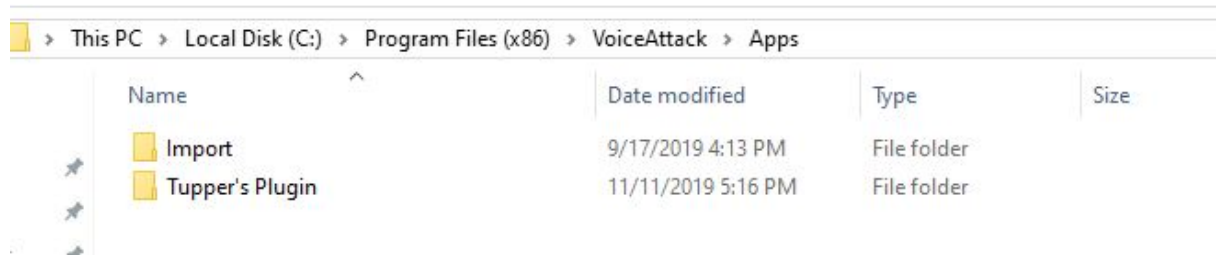 > This PC > Local Disk (C:) > Program Files (x86) > VoiceAttack > Apps
Name Date modified Type Size
Import 9/17/2019 4:13 PM File folder
Tupper's Plugin 11/11/2019 5:16 PM File folder